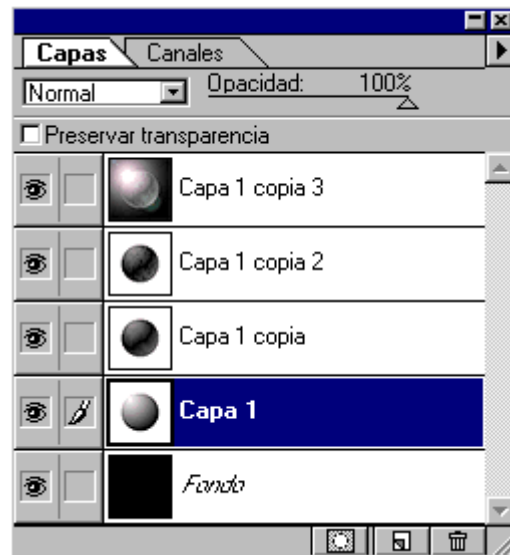 Capas Canales
Normal Opacidad: 100%
Preservar transparencia
Capa 1 copia 3
Capa 1 copia 2
Capa 1 copia
Capa 1
Fondo